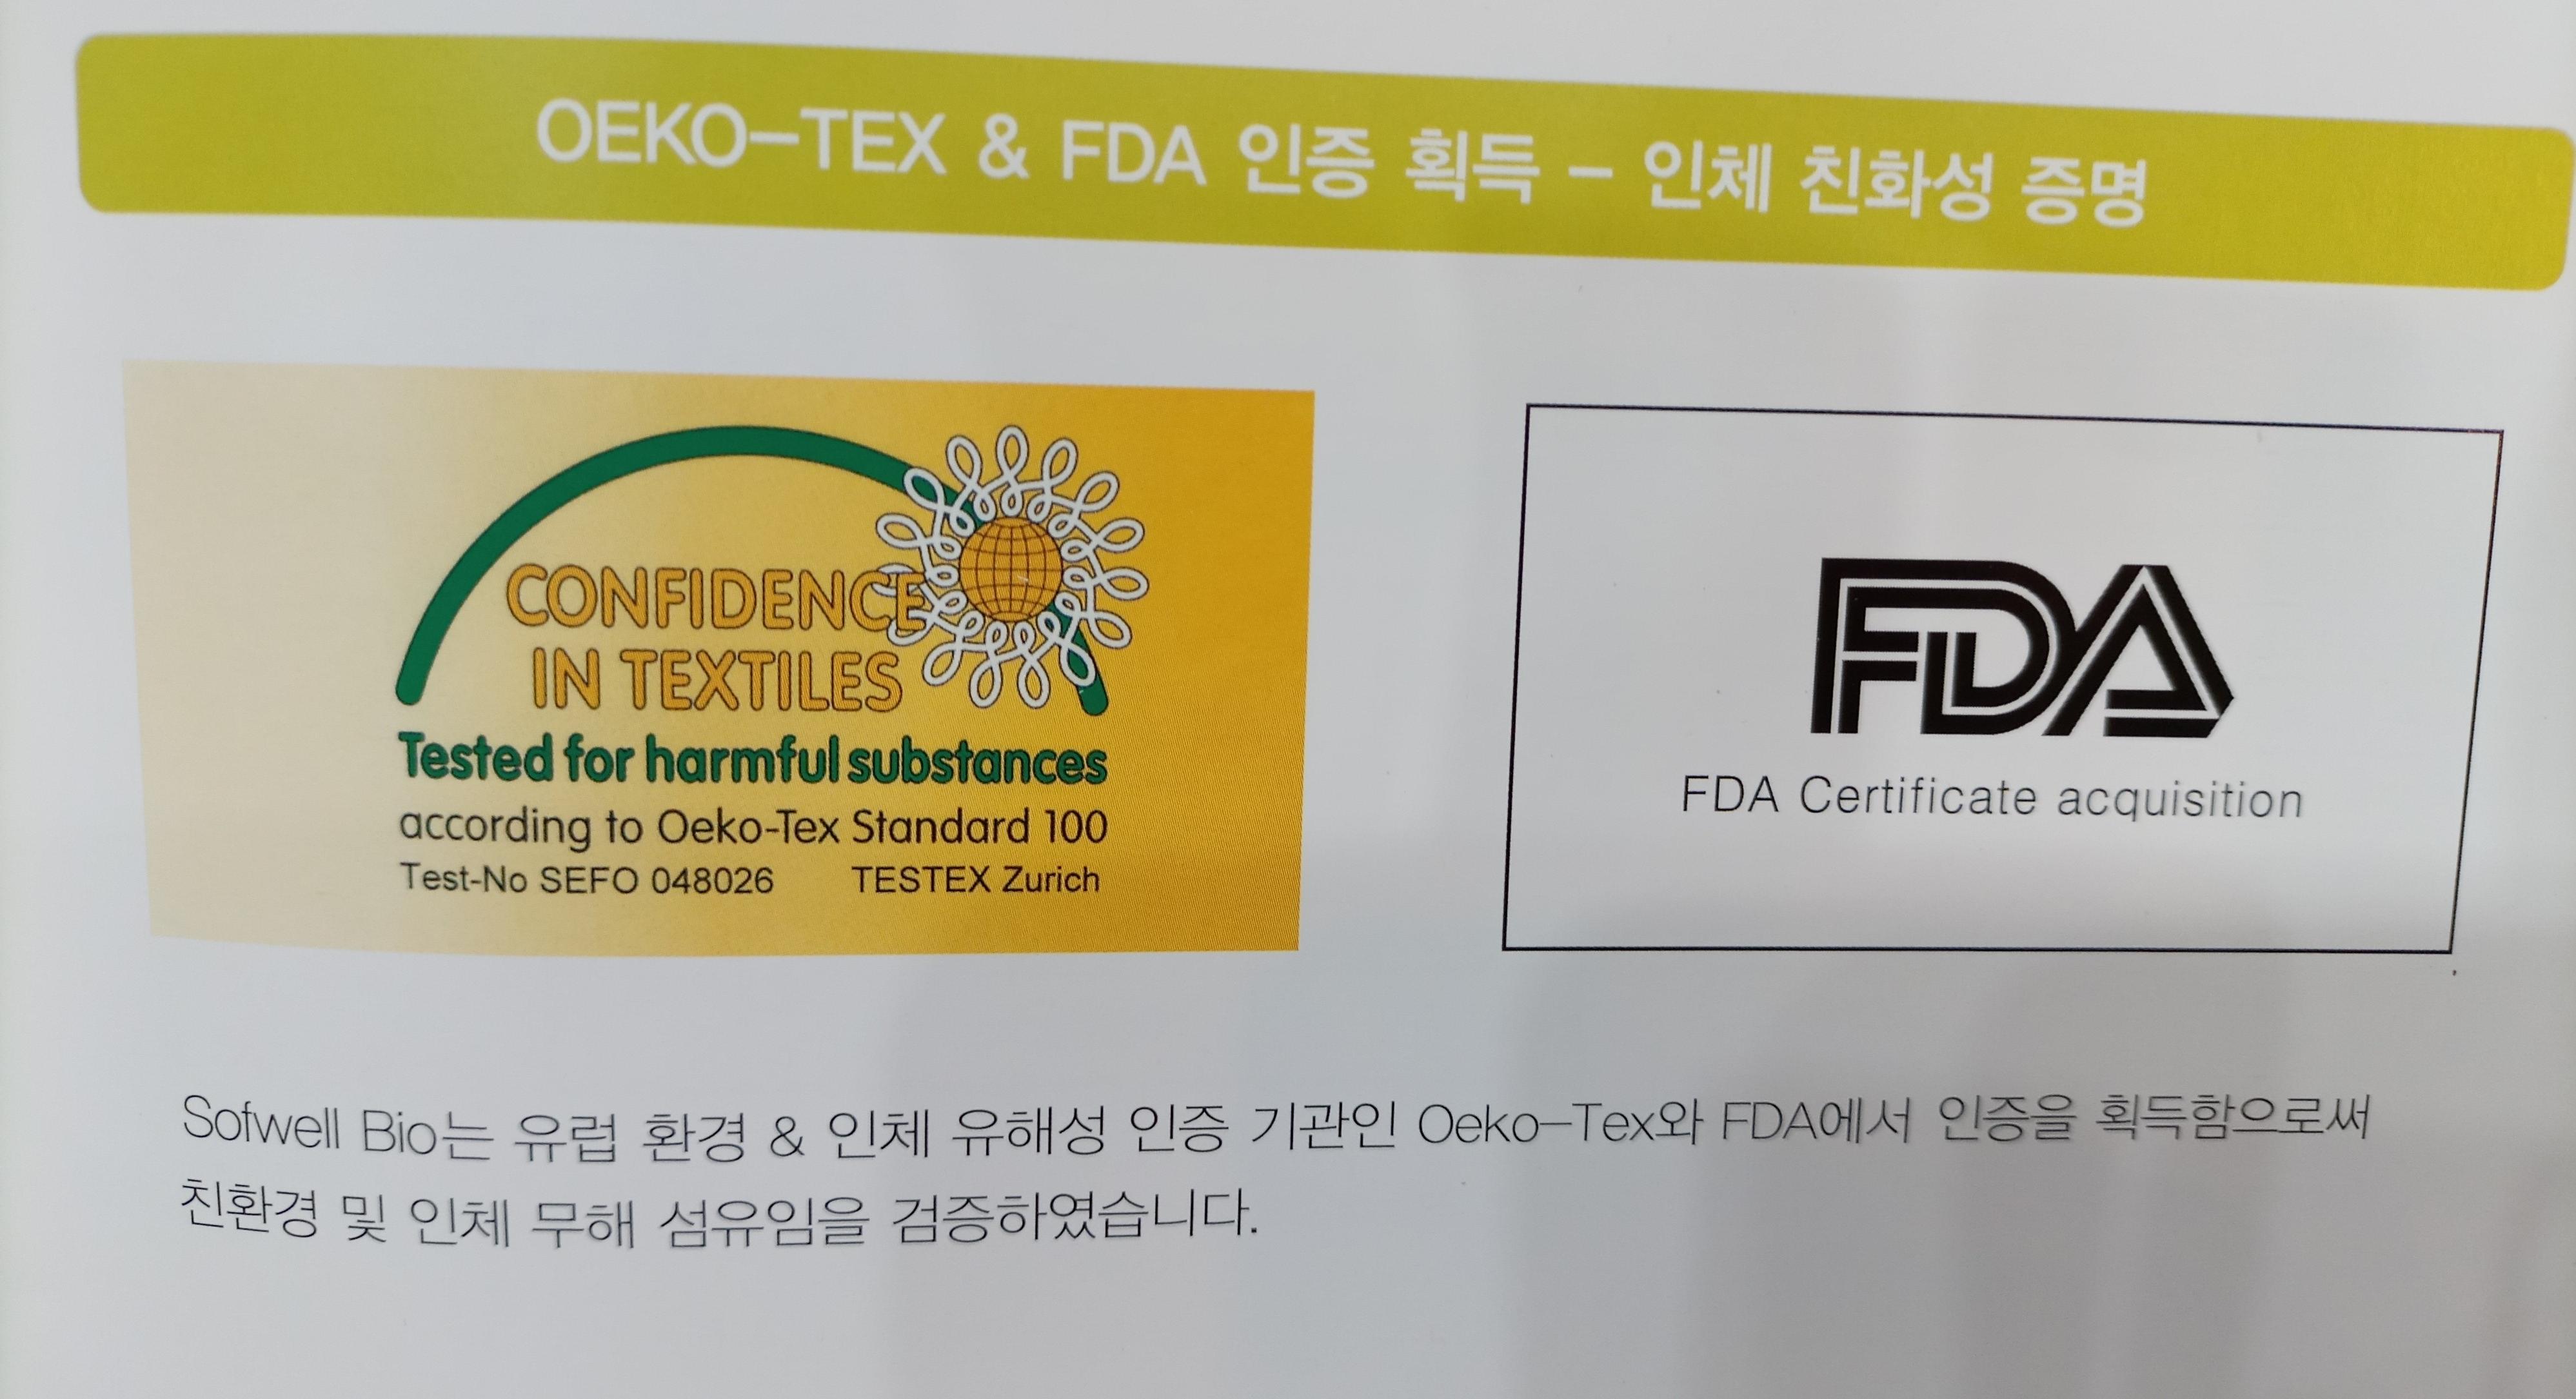 OEKO-TEX & FDA 인증 획득 - 인체 친화성 증명
CONFIDENCE
IN TEXTILES
Tested for harmful substances
according to Oeko-Tex Standard 100
Test-No SEFO 048026 TESTEX Zurich
FDA
FDA Certificate acquisition
Sofwell Bio는 유럽 환경 & 인체 유해성 인증 기관인 Oeko-Tex와 FDA에서 인증을 획득함으로써
친환경 및 인체 무해 섬유임을 검증하였습니다.